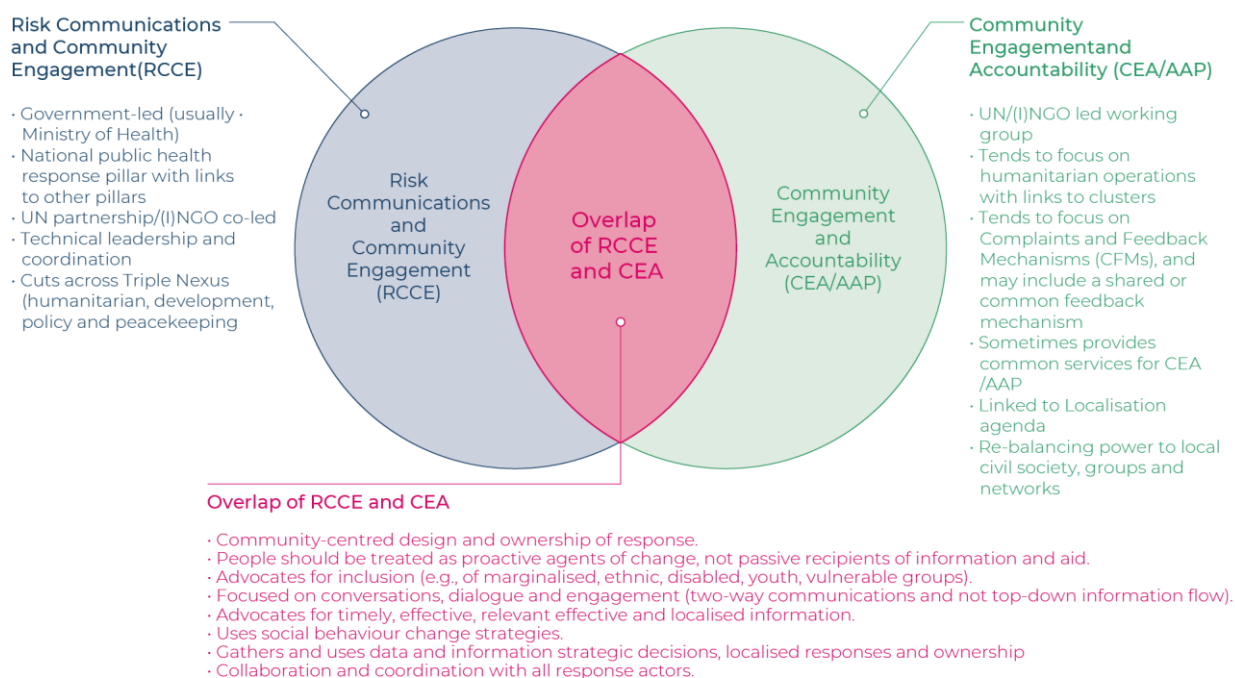 Risk Communications
and Community
Engagement(RCCE)
· Government-led (usually ·
Ministry of Health)
· National public health
response pillar with links
to other pillars
· UN partnership/(I)NGO co-led
· Technical leadership and
coordination
· Cuts across Triple Nexus
(humanitarian, development,
policy and peacekeeping
Risk
Communications
and
Community
Engagement
(RCCE)
Overlap
of RCCE
and CEA
Community
Engagement
and
Accountability
(CEA/AAP)
Community
Engagementand
Accountability (CEA/AAP)
· UN/(I)NGO led working
group
· Tends to focus on
humanitarian operations
with links to clusters
· Tends to focus on
Complaints and Feedback
Mechanisms (CFMs), and
may include a shared or
common feedback
mechanism
· Sometimes provides
common services for CEA
/AAP
· Linked to Localisation
agenda
· Re-balancing power to local
civil society, groups and
networks
Overlap of RCCE and CEA
· Community-centred design and ownership of response.
· People should be treated as proactive agents of change, not passive recipients of information and aid.
· Advocates for inclusion (e.g., of marginalised, ethnic, disabled, youth, vulnerable groups).
· Focused on conversations, dialogue and engagement (two-way communications and not top-down information flow).
· Advocates for timely, effective, relevant effective and localised information.
· Uses social behaviour change strategies.
· Gathers and uses data and information strategic decisions, localised responses and ownership
· Collaboration and coordination with all response actors.